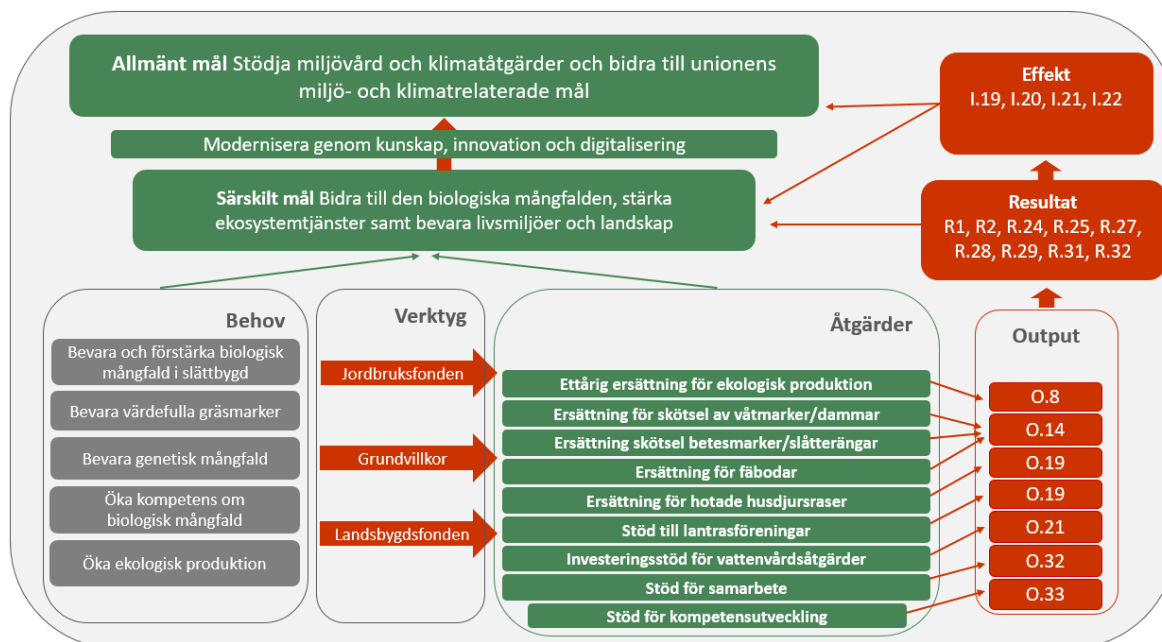 Allmänt mål Stödja miljövård och klimatåtgärder och bidra till unionens
miljö- och klimatrelaterade mål
Effekt
I.19, I.20, I.21, I.22
Modernisera genom kunskap, innovation och digitalisering
Särskilt mål Bidra till den biologiska mångfalden, stärka
ekosystemtjänster samt bevara livsmiljöer och landskap
Resultat
R1, R2, R.24, R.25, R.27,
R.28, R.29, R.31, R.32
Behov
Bevara och förstärka biologisk
mångfald i slättbygd
Bevara värdefulla gräsmarker
Bevara genetisk mångfald
Öka kompetens om
biologisk mångfald
Öka ekologisk produktion
Verktyg
Jordbruksfonden
Grundvillkor
Landsbygdsfonden
Åtgärder
Ettårig ersättning för ekologisk produktion
Ersättning för skötsel av våtmarker/dammar
Ersättning skötsel betesmarker/slåtterängar
Ersättning för fäbodar
Ersättning för hotade husdjursraser
Stöd till lantrasföreningar
Investeringsstöd för vattenvårdsåtgärder
Stöd för samarbete
Stöd för kompetensutveckling
Output
O.8
O.14
O.19
O.19
O.21
O.32
O.33